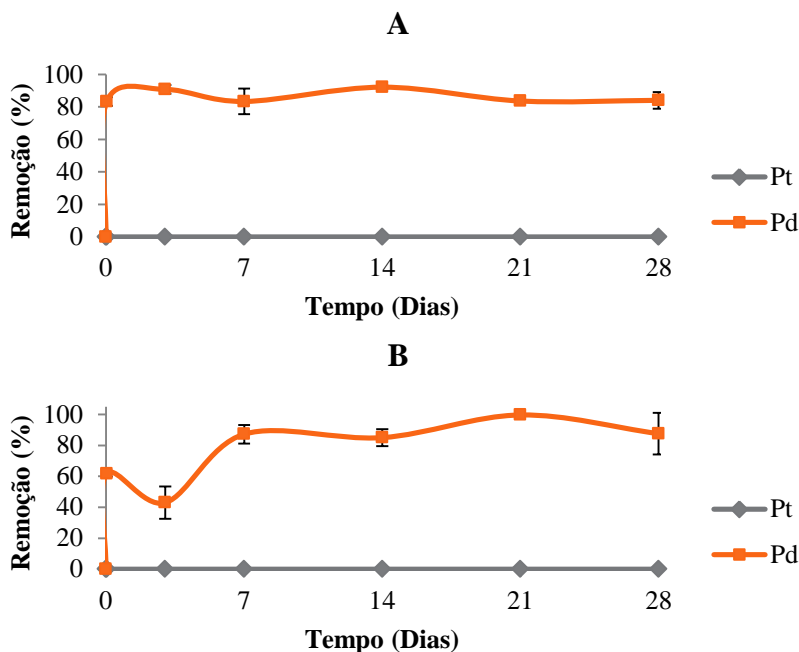 A
100
80
60
40
20
0
Remoção (%)
0 7 14 21 28
Tempo (Dias)
Pt
Pd
B
100
80
60
40
20
0
Remoção (%)
0 7 14 21 28
Tempo (Dias)
Pt
Pd